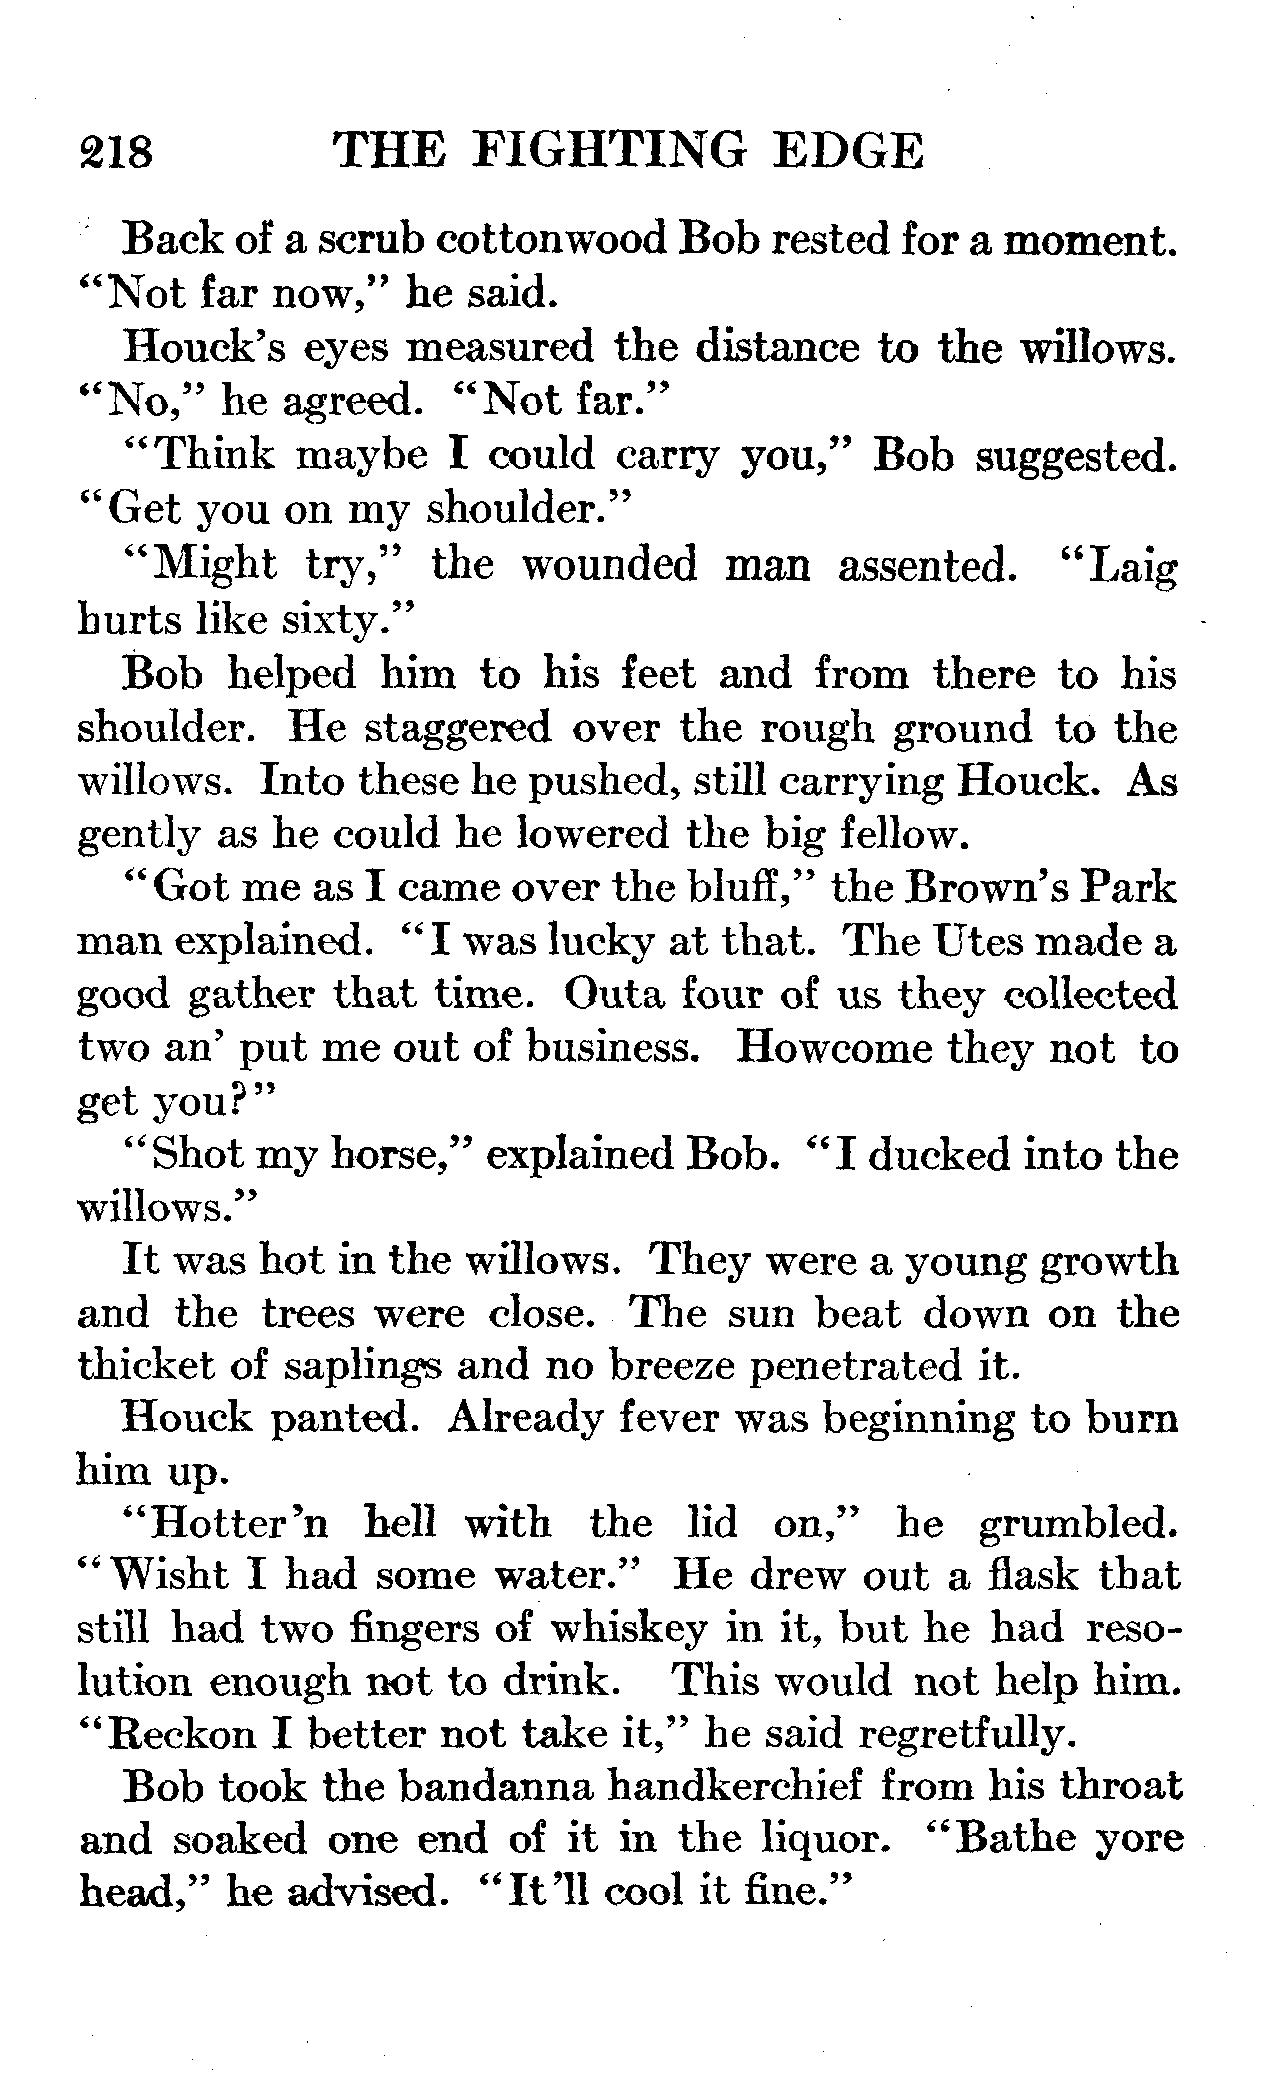 218 THE FIGHTING EDGE
Back of a scrub cottonwood Bob rested for a moment.
“Not far now,” he said.
Houck’s eyes measured the distance to the willows.
“No,” he agreed. “Not far.”
“Think maybe I could carry you,” Bob suggested.
“Get you on my shoulder.”
“Might try,” the wounded man assented. “Laig
hurts like sixty.”
Bob helped him to his feet and from there to his
shoulder. He staggered over the rough ground to the
willows. Into these he pushed, still carrying Houck. As
gently as he could he lowered the big fellow.
“Got me as I came over the bluff,” the Brown’s Park
man explained. “I was lucky at that. The Utes made a
good gather that time. Outa four of us they collected
two an’ put me out of business. Howcome they not to
get you?”
“Shot my horse,” explained Bob. “I ducked into the
willows.”
It was hot in the willows. They were a young growth
and the trees were close. The sun beat down on the
thicket of saplings and no breeze penetrated it.
Houck panted. Already fever was beginning to burn
him up.
“Hotter’n hell with the lid on,” he grumbled.
“Wisht I had some water.” He drew out a flask that
still had two fingers of whiskey in it, but he had reso-
lution enough not to drink. This would not help him.
“Reckon I better not take it,” he said regretfully.
Bob took the bandanna handkerchief from his throat
and soaked one end of it in the liquor. “Bathe yore
head,” he advised. “It’ll cool it fine.”